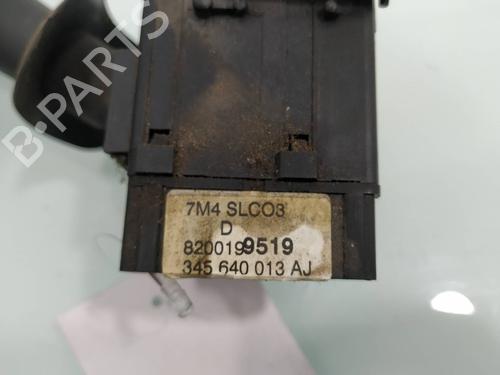 B-PARTS
7M4 SLCO3
D
8200199519
345 640 013 AJ